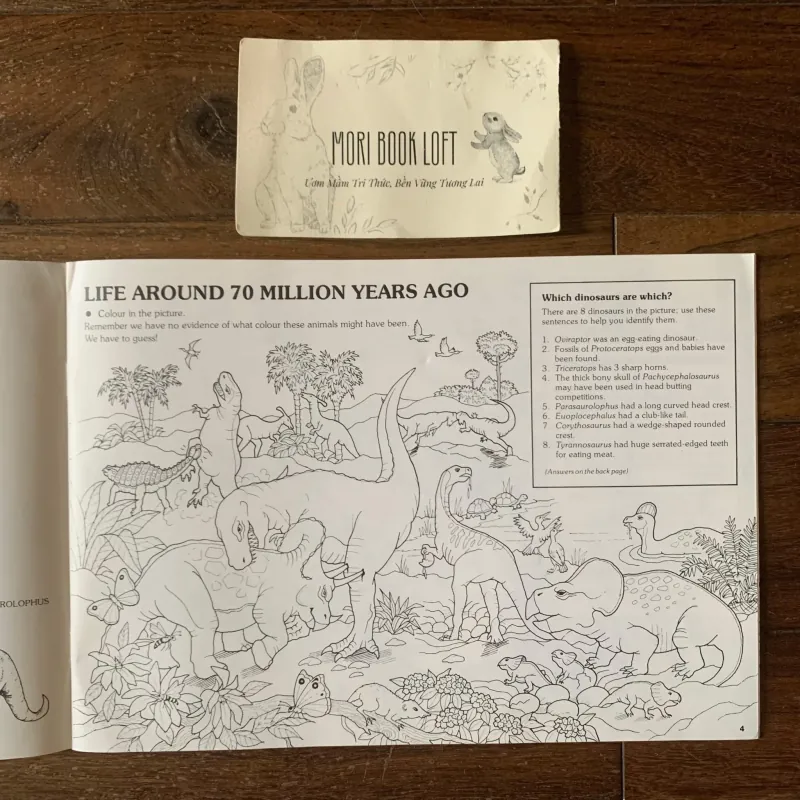 MORI BOOK LOFT
Ươm Mầm Tri Thức, Bền Vững Tương Lai
LIFE AROUND 70 MILLION YEARS AGO
● Colour in the picture.
Remember we have no evidence of what colour these animals might have been.
We have to guess!
Which dinosaurs are which?
There are 8 dinosaurs in the picture; use these
sentences to help you identify them.
1. Oviraptor was an egg-eating dinosaur.
2. Fossils of Protoceratops eggs and babies have
been found.
3. Triceratops has 3 sharp horns.
4. The thick bony skull of Pachycephalosaurus
may have been used in head butting
competitions.
5. Parasaurolophus had a long curved head crest.
6. Euoplocephalus had a club-like tail.
7. Corythosaurus had a wedge-shaped rounded
crest.
8. Tyrannosaurus had huge serrated-edged teeth
for eating meat.
(Answers on the back page)
ROLOPHUS
4